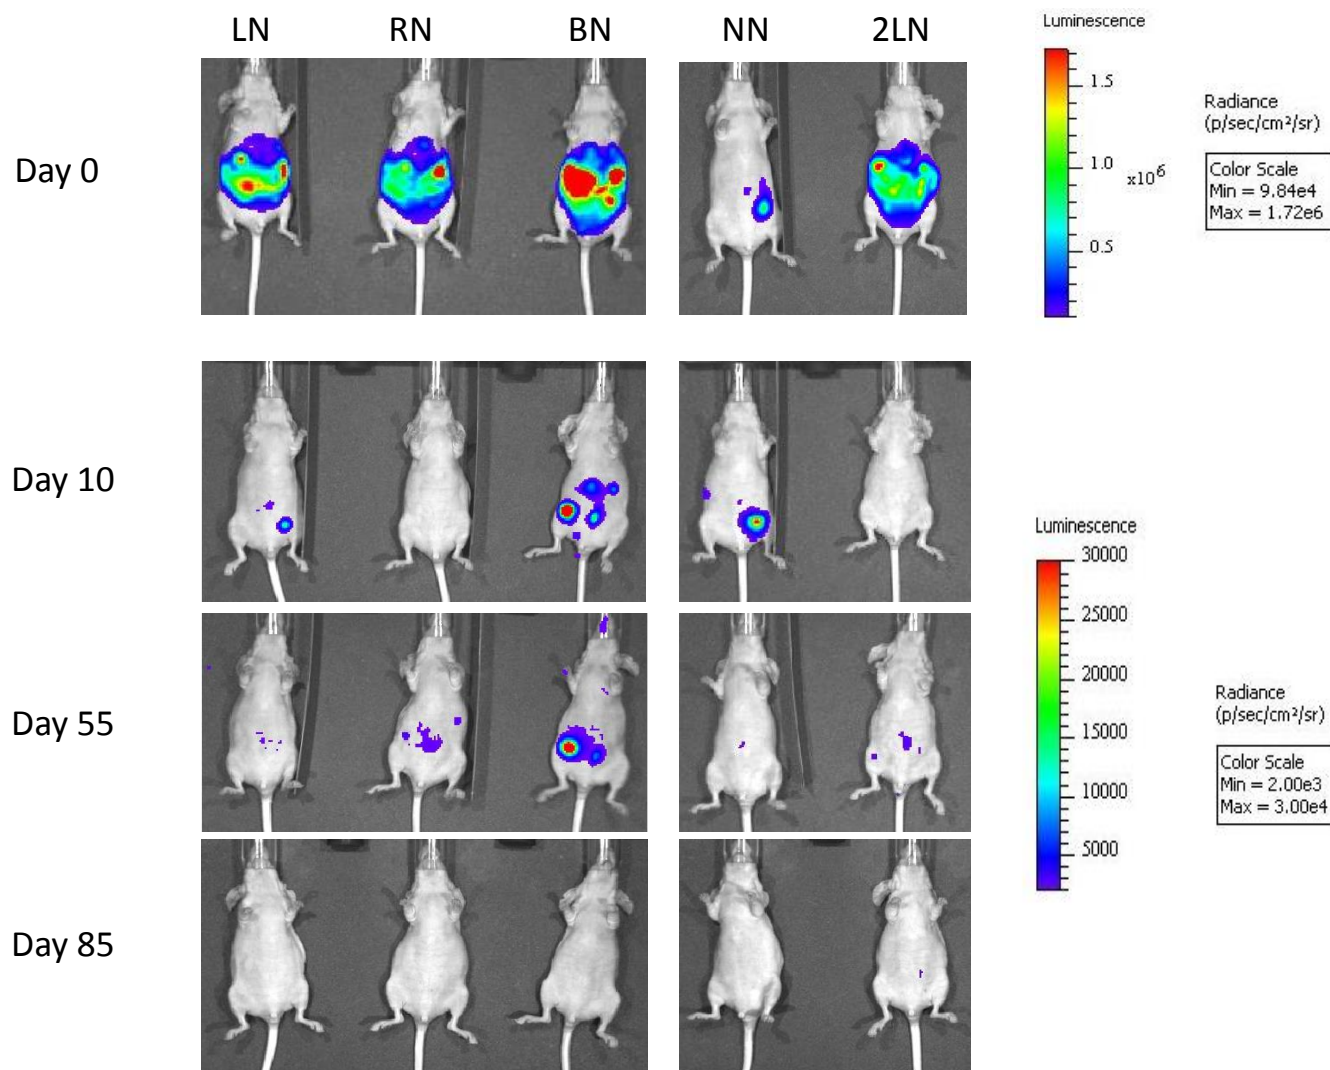 LN RN BN NN 2LN
Luminescence
1.5
1.0
x10⁶
0.5
Radiance
(p/sec/cm²/sr)
Color Scale
Min = 9.84e4
Max = 1.72e6
Day 0
Day 10
Day 55
Day 85
Luminescence
30000
25000
20000
15000
10000
5000
Radiance
(p/sec/cm²/sr)
Color Scale
Min = 2.00e3
Max = 3.00e4